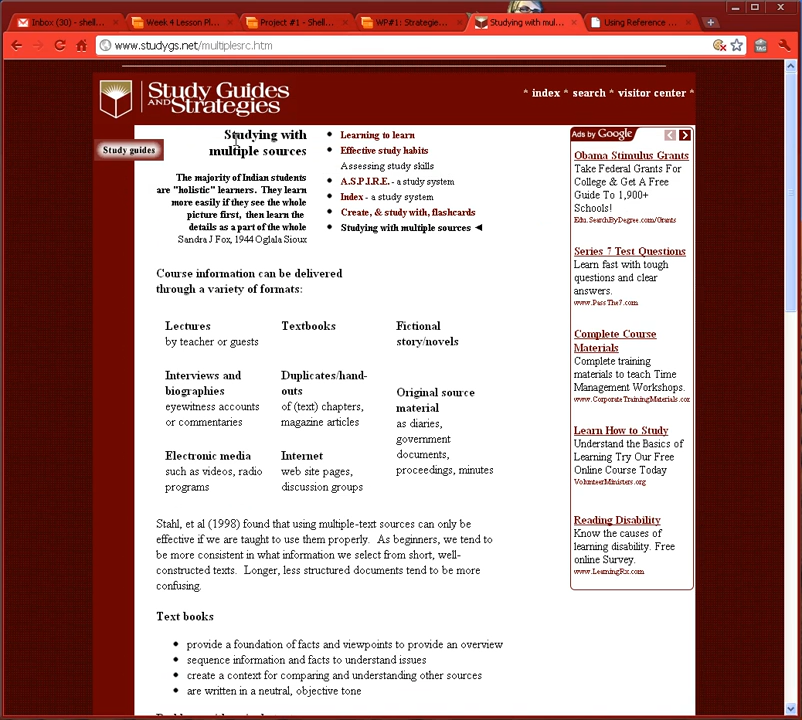 Inbox (30) - shell...
Week 4 Lesson Pl...
Project #1 - Shell...
WP#1: Strategie...
Studying with mul...
Using Reference ...
www.studygs.net/multiplesrc.htm
Study Guides
AND Strategies
* index * search * visitor center *
Study guides
Studying with
multiple sources
The majority of Indian students
are "holistic" learners. They learn
more easily if they see the whole
picture first, then learn the
details as a part of the whole
Sandra J Fox, 1944 Oglala Sioux
Learning to learn
Effective study habits
Assessing study skills
A.S.P.I.R.E. - a study system
Index - a study system
Create, & study with, flashcards
Studying with multiple sources ◄
Course information can be delivered
through a variety of formats:
Lectures
by teacher or guests
Textbooks
Fictional
story/novels
Interviews and
biographies
eyewitness accounts
or commentaries
Duplicates/hand-
outs
of (text) chapters,
magazine articles
Original source
material
as diaries,
government
documents,
proceedings, minutes
Electronic media
such as videos, radio
programs
Internet
web site pages,
discussion groups
Stahl, et al (1998) found that using multiple-text sources can only be
effective if we are taught to use them properly. As beginners, we tend to
be more consistent in what information we select from short, well-
constructed texts. Longer, less structured documents tend to be more
confusing.
Text books
provide a foundation of facts and viewpoints to provide an overview
sequence information and facts to understand issues
create a context for comparing and understanding other sources
are written in a neutral, objective tone
Ads by Google
Obama Stimulus Grants
Take Federal Grants For
College & Get A Free
Guide To 1,900+
Schools!
Edu.SearchByDegree.com/Grants
Series 7 Test Questions
Learn fast with tough
questions and clear
answers.
www.PassThe7.com
Complete Course
Materials
Complete training
materials to teach Time
Management Workshops.
www.CorporateTrainingMaterials.com
Learn How to Study
Understand the Basics of
Learning Try Our Free
Online Course Today
VolunteerMinisters.org
Reading Disability
Know the causes of
learning disability. Free
online Survey.
www.LearningRx.com